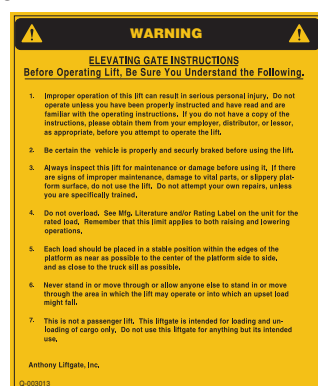 WARNING
ELEVATING GATE INSTRUCTIONS
Before Operating Lift, Be Sure You Understand the Following.
1. Improper operation of this lift can result in serious personal injury. Do not
operate unless you have been properly instructed and have read and are
familiar with the operating instructions. If you do not have a copy of the
instructions, please obtain them from your employer, distributor, or lessor,
as appropriate, before you attempt to operate the lift.
2. Be certain the vehicle is properly and securely braked before using the lift.
3. Always inspect this lift for maintenance or damage before using it. If there
are signs of improper maintenance, damage to vital parts, or slippery plat-
form surface, do not use the lift. Do not attempt your own repairs, unless
you are specifically trained.
4. Do not overload. See Mfg. Literature and/or Rating Label on the unit for the
rated load. Remember that this limit applies to both raising and lowering
operations.
5. Each load should be placed in a stable position within the edges of the
platform as near as possible to the center of the platform side to side,
and as close to the truck sill as possible.
6. Never stand in or move through or allow anyone else to stand in or move
through the area in which the lift may operate or into which an upset load
might fall.
7. This is not a passenger lift. This liftgate is intended for loading and un-
loading of cargo only. Do not use this liftgate for anything but its intended
use.
Anthony Liftgate, Inc.
Q-003013